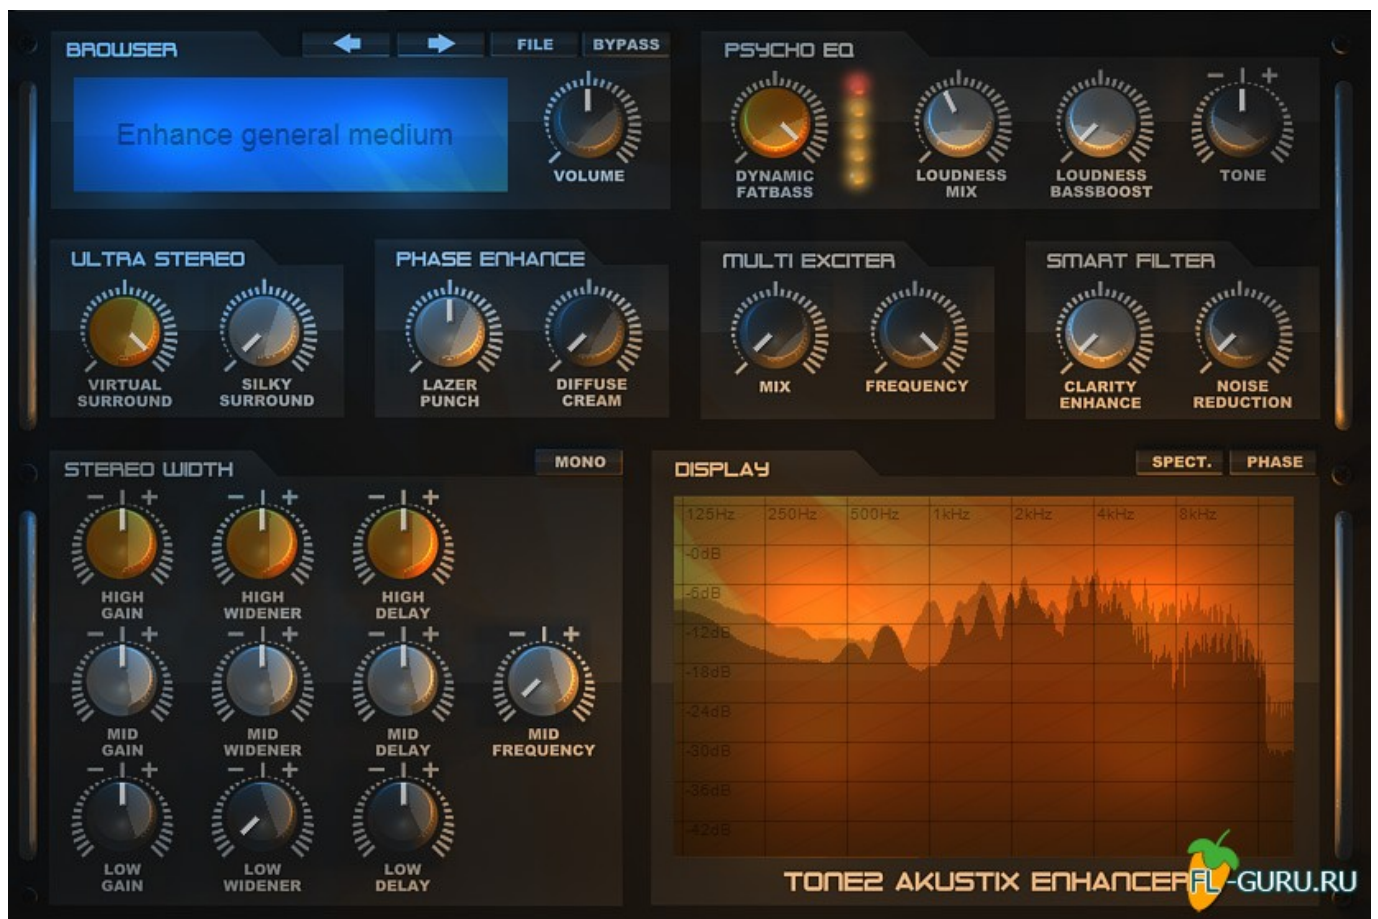 BROWSER
FILE
BYPASS
Enhance general medium
VOLUME
PSYCHO EQ
DYNAMIC
FATBASS
LOUDNESS
MIX
LOUDNESS
BASSBOOST
TONE
ULTRA STEREO
VIRTUAL
SURROUND
SILKY
SURROUND
PHASE ENHANCE
LAZER
PUNCH
DIFFUSE
CREAM
MULTI EXCITER
MIX
FREQUENCY
SMART FILTER
CLARITY
ENHANCE
NOISE
REDUCTION
STEREO WIDTH
MONO
HIGH
GAIN
HIGH
WIDENER
HIGH
DELAY
MID
GAIN
MID
WIDENER
MID
DELAY
MID
FREQUENCY
LOW
GAIN
LOW
WIDENER
LOW
DELAY
DISPLAY
SPECT.
PHASE
125Hz 250Hz 500Hz 1kHz 2kHz 4kHz 8kHz
-0dB
-6dB
-12dB
-18dB
-24dB
-30dB
-36dB
-42dB
TONE2 AKUSTIX ENHANCER
FL-GURU.RU